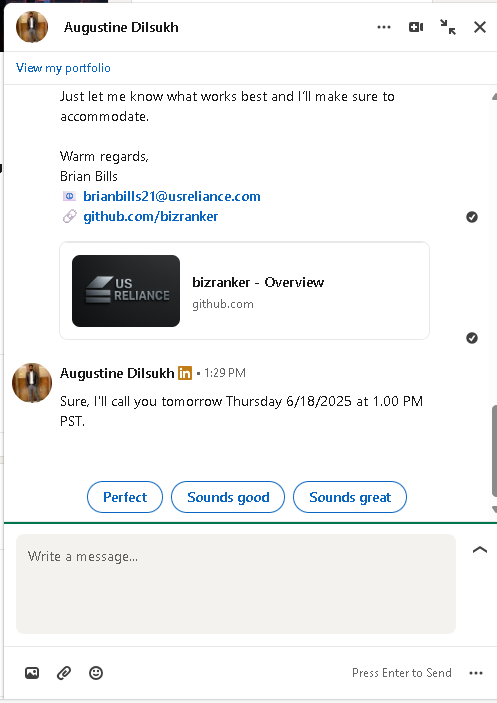 Augustine Dilsukh
View my portfolio
Just let me know what works best and I'll make sure to
accommodate.
Warm regards,
Brian Bills
brianbills21@usreliance.com
github.com/bizranker
US
RELIANCE
bizranker - Overview
github.com
Augustine Dilsukh in • 1:29 PM
Sure, I'll call you tomorrow Thursday 6/18/2025 at 1.00 PM
PST.
Perfect Sounds good Sounds great
Write a message...
Press Enter to Send